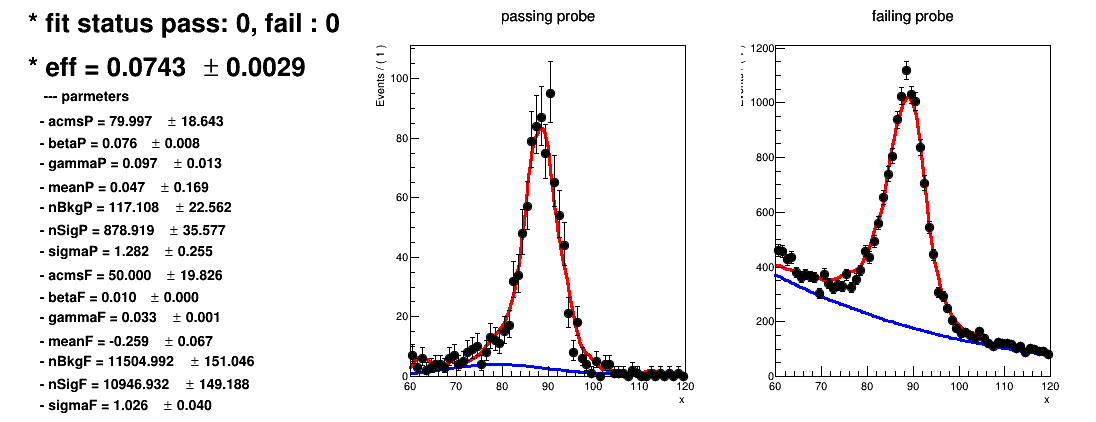 * fit status pass: 0, fail : 0
* eff = 0.0743 ± 0.0029
--- parmeters
- acmsP = 79.997 ± 18.643
- betaP = 0.076 ± 0.008
- gammaP = 0.097 ± 0.013
- meanP = 0.047 ± 0.169
- nBkgP = 117.108 ± 22.562
- nSigP = 878.919 ± 35.577
- sigmaP = 1.282 ± 0.255
- acmsF = 50.000 ± 19.826
- betaF = 0.010 ± 0.000
- gammaF = 0.033 ± 0.001
- meanF = -0.259 ± 0.067
- nBkgF = 11504.992 ± 151.046
- nSigF = 10946.932 ± 149.188
- sigmaF = 1.026 ± 0.040
passing probe
Events / ( 1 )
100
80
60
40
20
0
60 70 80 90 100 110 120
x
failing probe
1200
1000
800
600
400
200
0
60 70 80 90 100 110 120
x